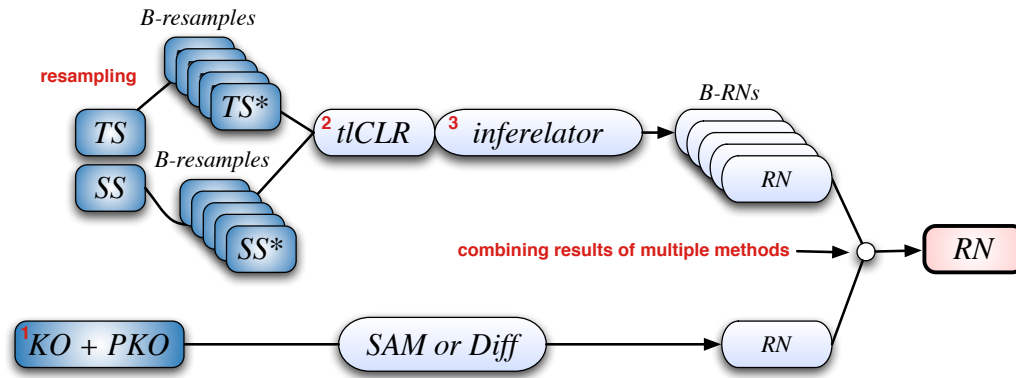 B-resamples
resampling
TS*
TS
B-resamples
SS
SS*
2 tlCLR
3 inferelator
B-RNs
RN
combining results of multiple methods
RN
1 KO + PKO
SAM or Diff
RN